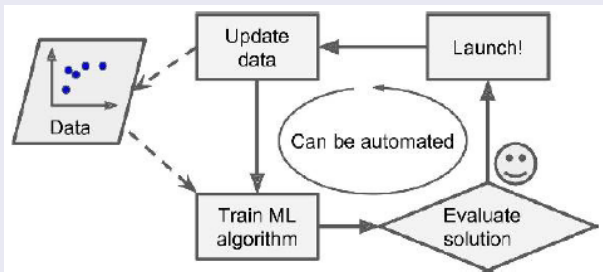 Update
data
Launch!
Data
Can be automated
Train ML
algorithm
Evaluate
solution